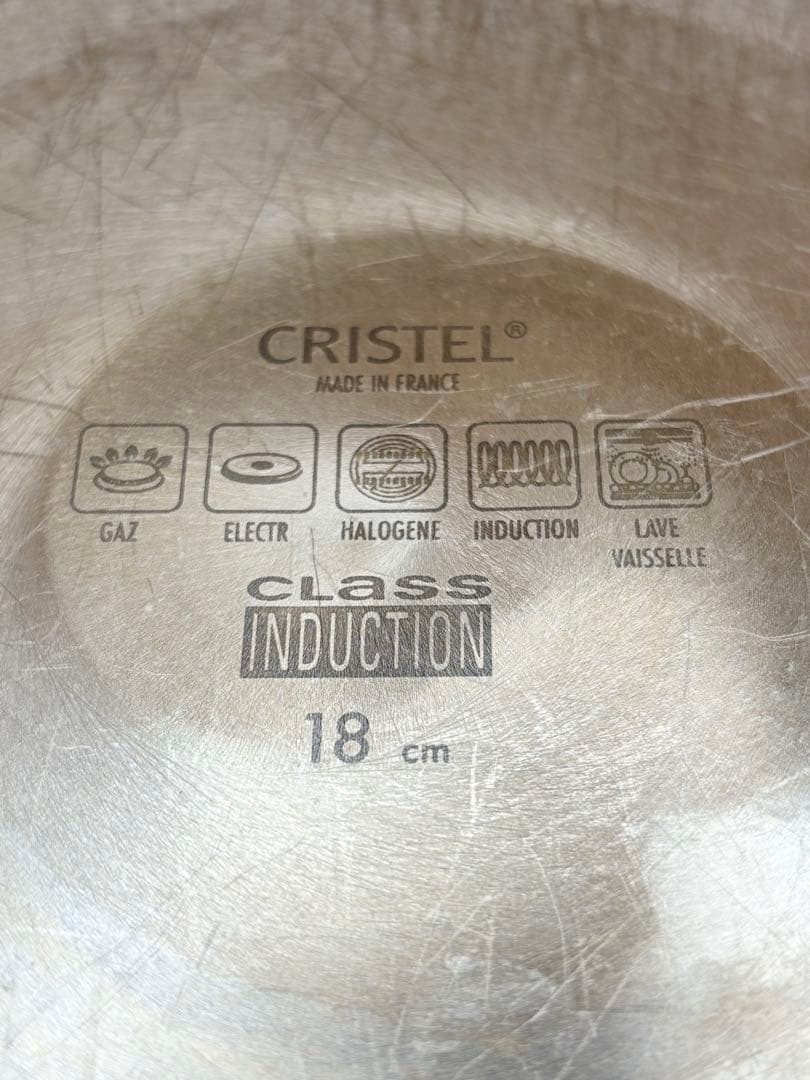 CRISTEL®
MADE IN FRANCE
GAZ ELECTR HALOGENE INDUCTION LAVE VAISSELLE
CLASS
INDUCTION
18 cm